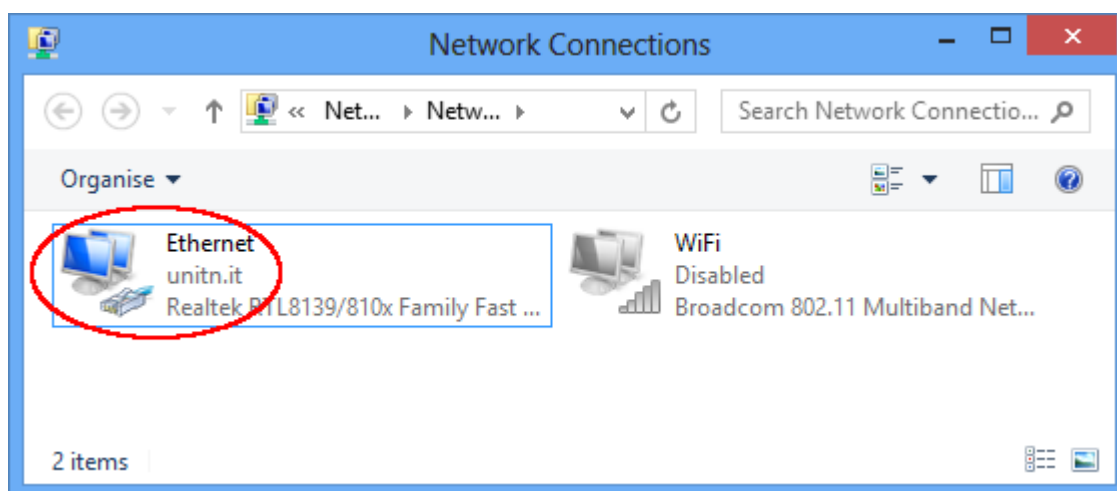 Network Connections
« Net... Netw...
Search Network Connectio...
Organise
Ethernet
unitn.it
Realtek RTL8139/810x Family Fast ...
WiFi
Disabled
Broadcom 802.11 Multiband Net...
2 items